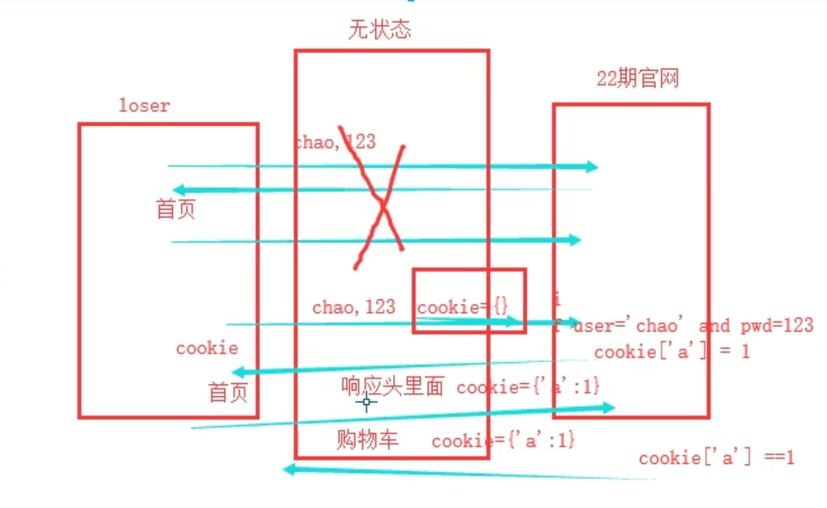 无状态
22期官网
loser
chao,123
首页
i
chao,123 cookie={}
f user='chao' and pwd=123
cookie
cookie['a'] = 1
首页
响应头里面 cookie={'a':1}
购物车 cookie={'a':1}
cookie['a'] ==1